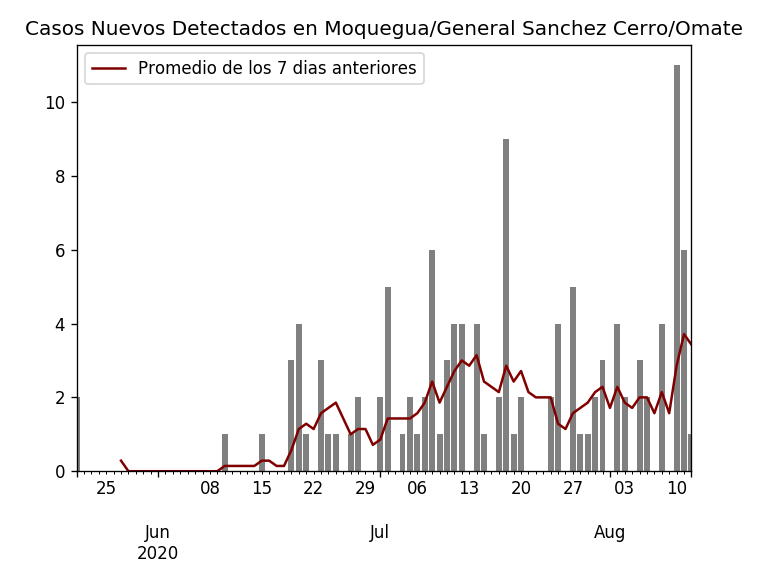 Casos Nuevos Detectados en Moquegua/General Sanchez Cerro/Omate
Promedio de los 7 dias anteriores
10
8
6
4
2
0
25 08 15 22 29 06 13 20 27 03 10
Jun Jul Aug
2020